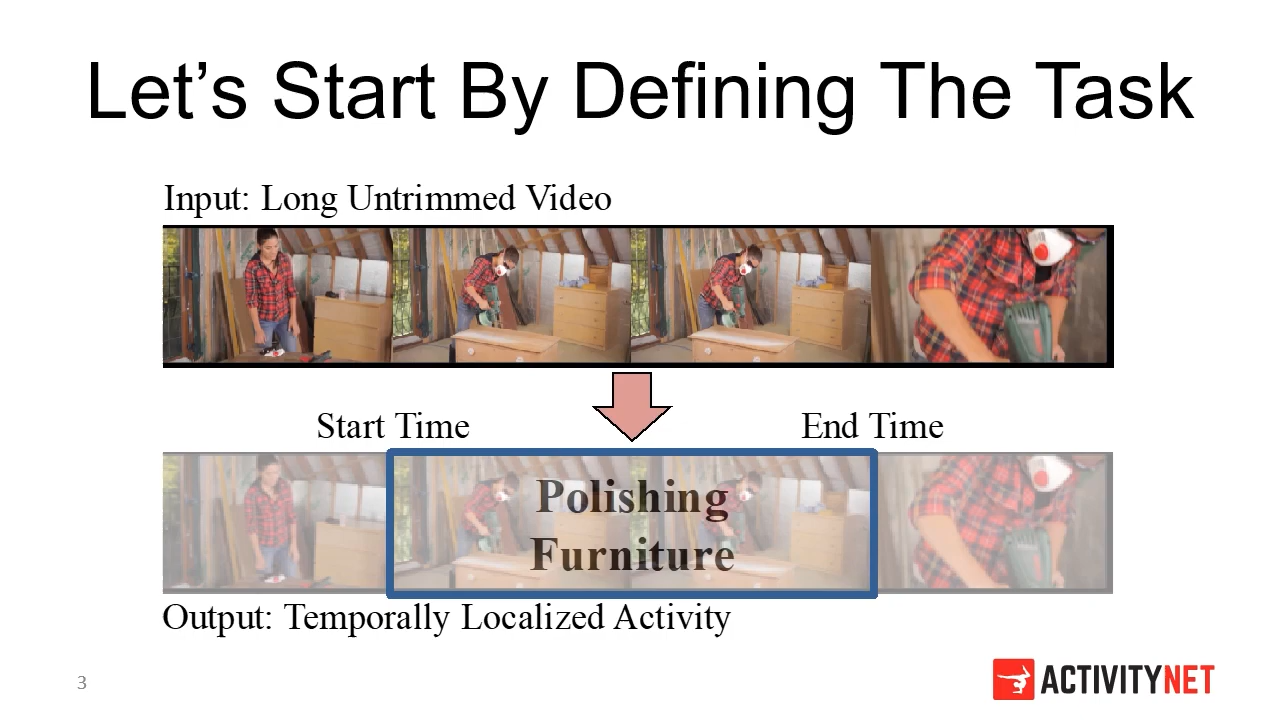 Let’s Start By Defining The Task
Input: Long Untrimmed Video
Start Time
End Time
Polishing
Furniture
Output: Temporally Localized Activity
3
ACTIVITYNET